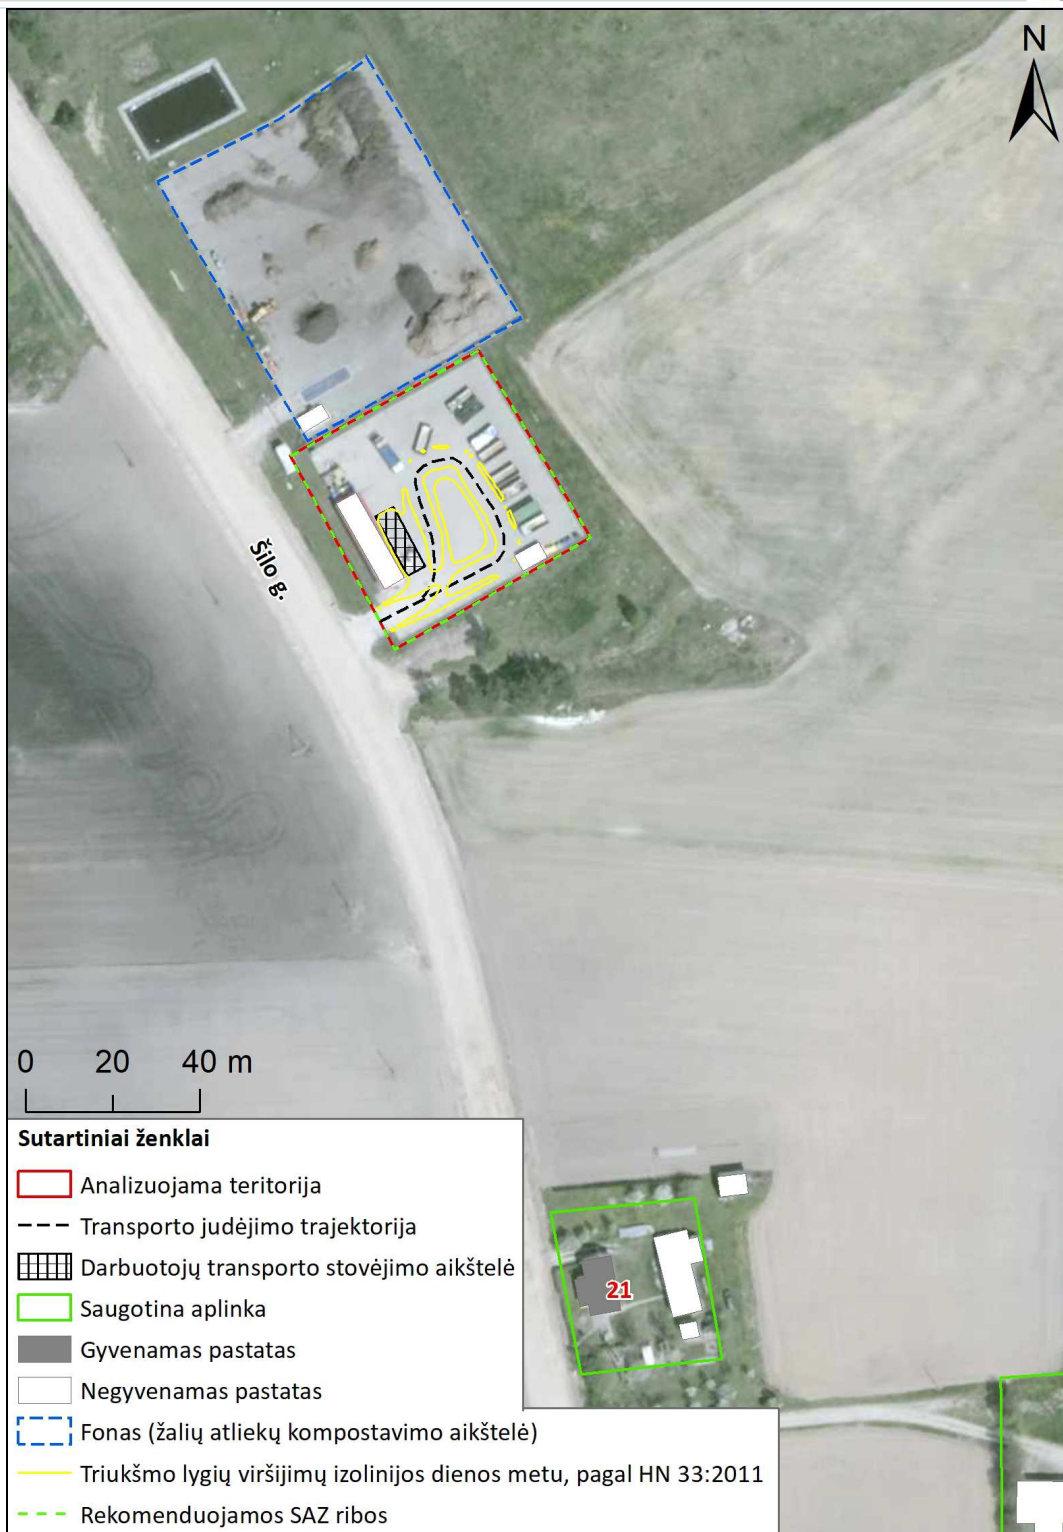 N
Šilo g.
0 20 40 m
Sutartiniai ženklai
Analizuojama teritorija
Transporto judėjimo trajektorija
Darbuotojų transporto stovėjimo aikštelė
Saugotina aplinka
Gyvenamas pastatas
Negyvenamas pastatas
Fonas (žalių atliekų kompostavimo aikštelė)
Triukšmo lygių viršijimų izolinijos dienos metu, pagal HN 33:2011
Rekomenduojamos SAZ ribos
21